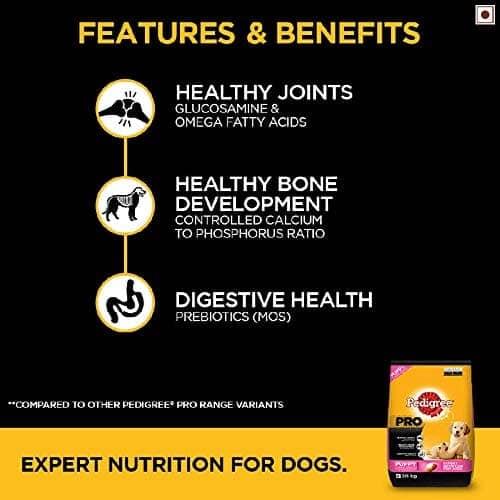 FEATURES & BENEFITS
HEALTHY JOINTS
GLUCOSAMINE &
OMEGA FATTY ACIDS
HEALTHY BONE
DEVELOPMENT
CONTROLLED CALCIUM
TO PHOSPHORUS RATIO
DIGESTIVE HEALTH
PREBIOTICS (MOS)
**COMPARED TO OTHER PEDIGREE® PRO RANGE VARIANTS
Pedigree
PRO
PUPPY
EXPERT NUTRITION FOR DOGS.